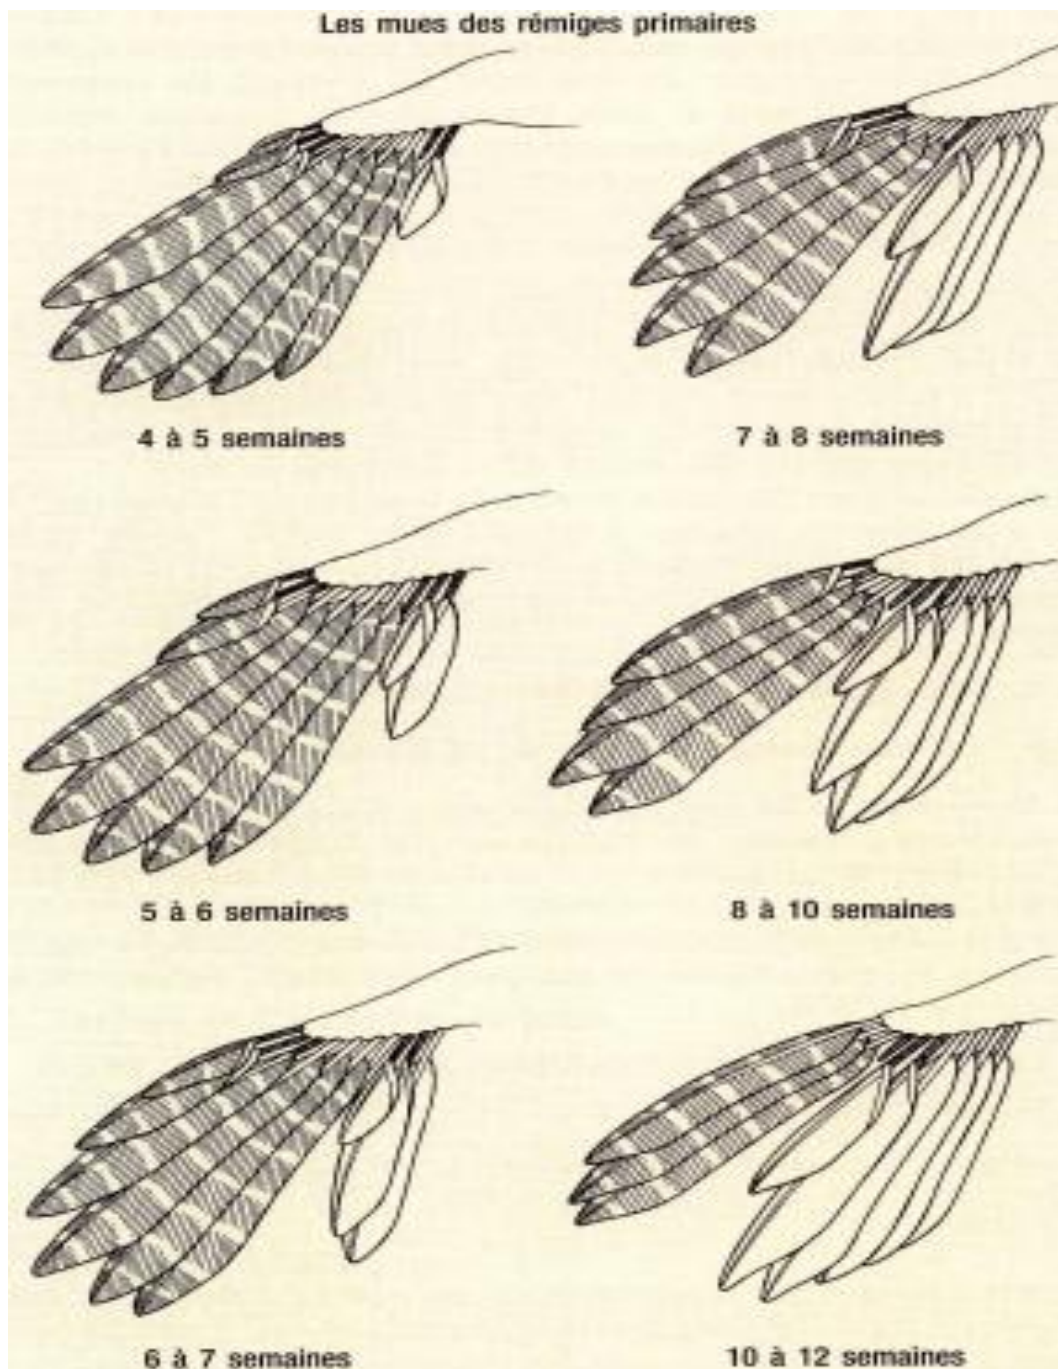 Les mues des rémiges primaires
4 à 5 semaines
7 à 8 semaines
5 à 6 semaines
8 à 10 semaines
6 à 7 semaines
10 à 12 semaines